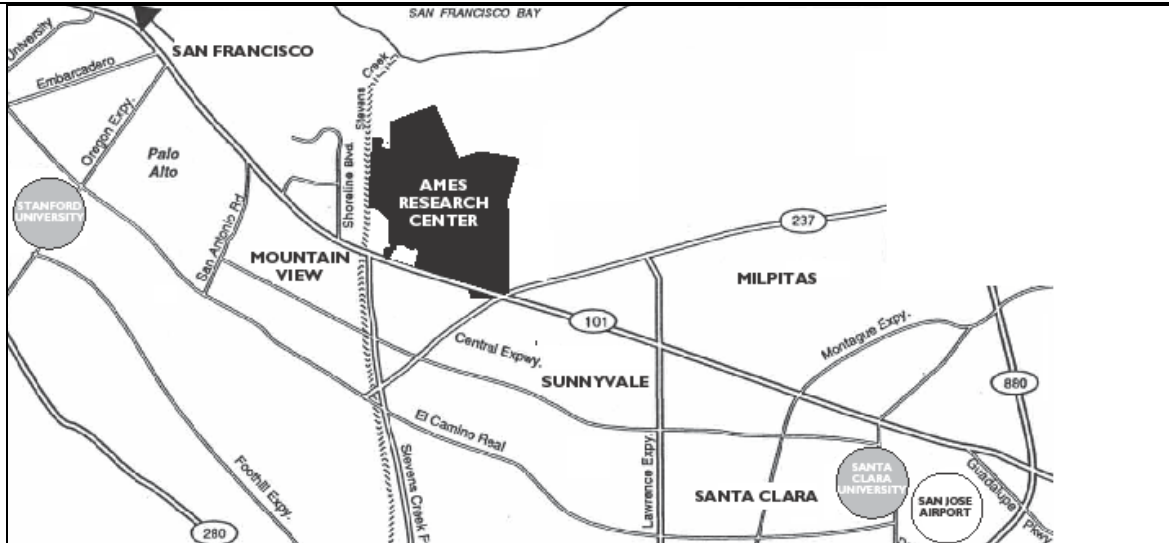 SAN FRANCISCO BAY
University
SAN FRANCISCO
Embarcadero
Creek
Stevens
Oregon Expy.
Palo
Alto
Shoreline Blvd.
AMES
RESEARCH
CENTER
STANFORD
UNIVERSITY
San Antonio Rd
237
MOUNTAIN
VIEW
MILPITAS
101
Montague Expy.
Central Expwy.
SUNNYVALE
880
El Camino Real
Foothill Expy.
Stevens Creek
Lawrence Expy.
SANTA
CLARA
UNIVERSITY
Guadalupe
Pkwy
SANTA CLARA
SAN JOSE
AIRPORT
280